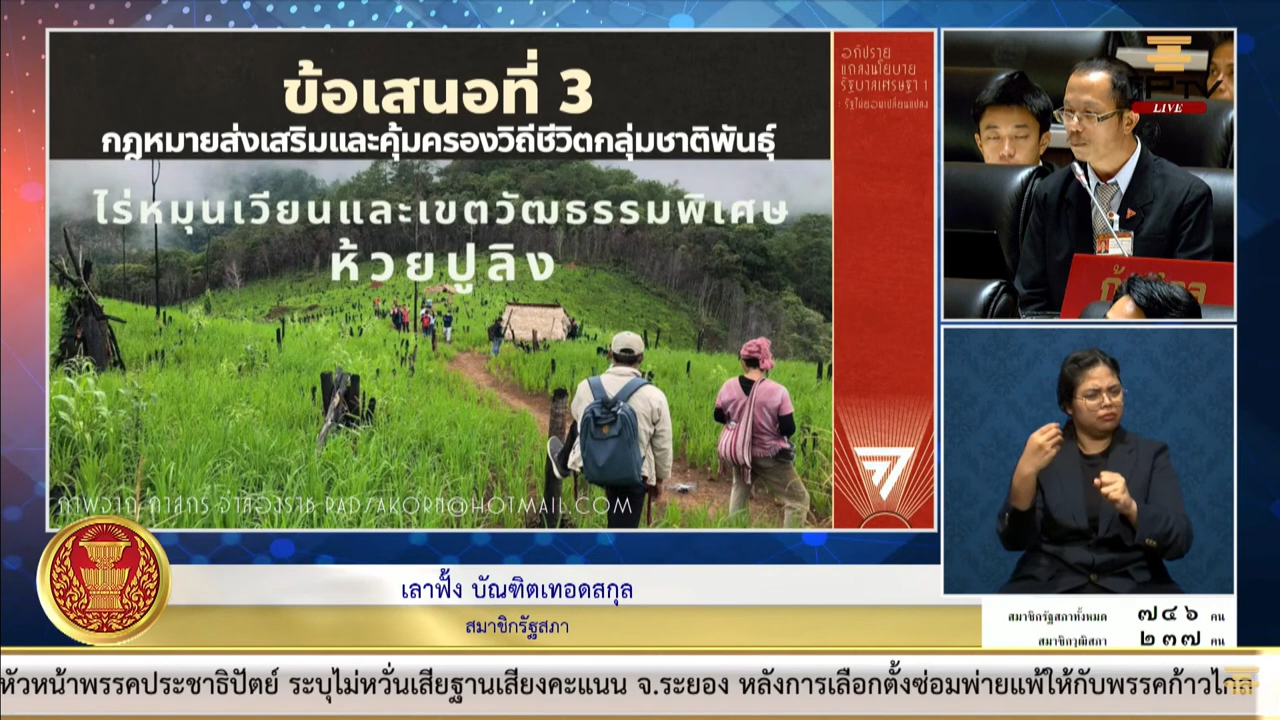 ข้อเสนอที่ 3
กฎหมายส่งเสริมและคุ้มครองวิถีชีวิตกลุ่มชาติพันธุ์
ไร่หมุนเวียนและเขตวัฒธรรมพิเศษ
ห้วยปูลิง
ภาพจาก ภาสกร จำลองราช PADSAKORN@HOTMAIL.COM
อภิปราย
แถลงนโยบาย
รัฐบาลเศรษฐา 1
: รัฐไม่ยอมเปลี่ยนแปลง
TPTV
LIVE
เลาฟั้ง บัณฑิตเทอดสกุล
สมาชิกรัฐสภา
สมาชิกรัฐสภาทั้งหมด ๗๔๖ คน
สมาชิกวุฒิสภา ๒๓๗ คน
หัวหน้าพรรคประชาธิปัตย์ ระบุไม่หวั่นเสียฐานเสียงคะแนน จ.ระยอง หลังการเลือกตั้งซ่อมพ่ายแพ้ให้กับพรรคก้าวไกล